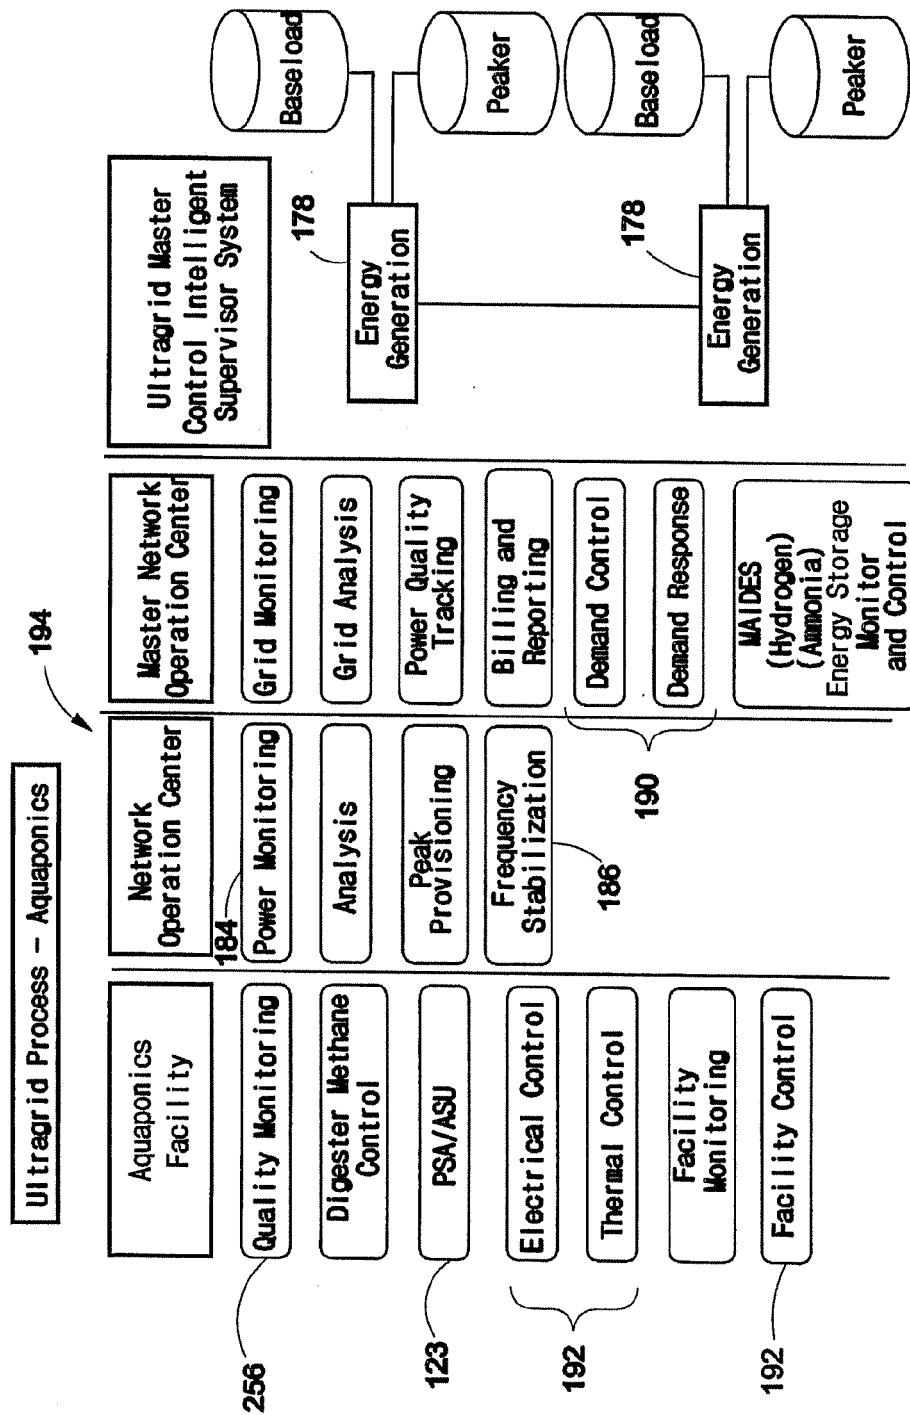 Ultragrid Process - Aquaponics
194
Aquaponics
Facility
Quality Monitoring
256
Digester Methane
Control
PSA/ASU
123
Electrical Control
Thermal Control
192
Facility
Monitoring
Facility Control
192
Network
Operation Center
184
Power Monitoring
Analysis
Peak
Provisioning
Frequency
Stabilization
186
Master Network
Operation Center
Grid Monitoring
Grid Analysis
Power Quality
Tracking
Billing and
Reporting
Demand Control
Demand Response
190
MAIDES
(Hydrogen)
(Ammonia)
Energy Storage
Monitor
and Control
Ultragrid Master
Control Intelligent
Supervisor System
178
Energy
Generation
Baseload
Peaker
178
Energy
Generation
Baseload
Peaker